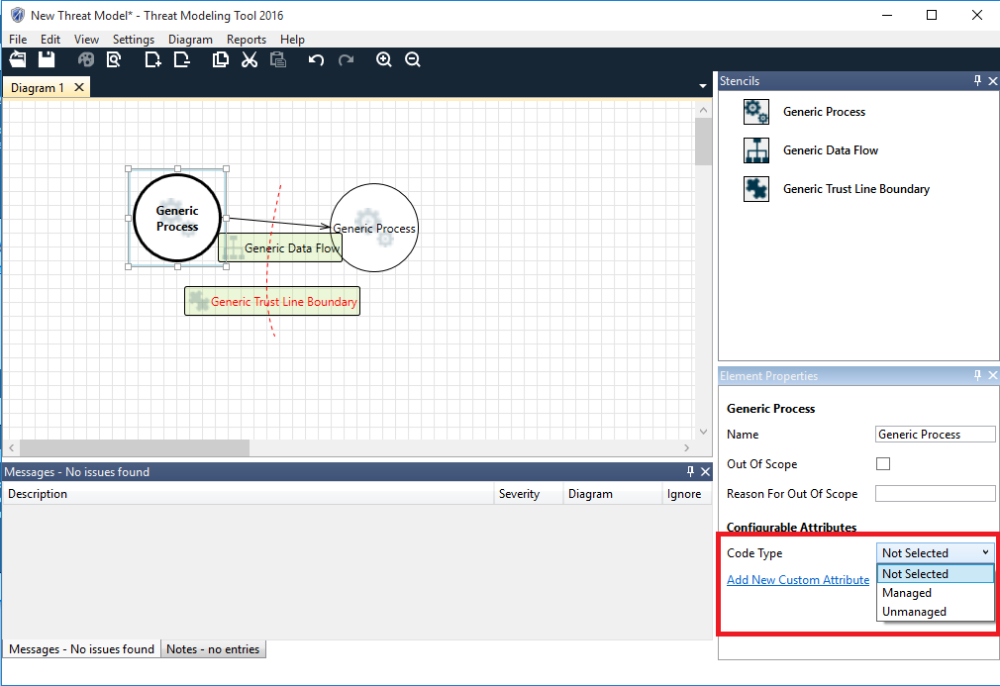 New Threat Model* - Threat Modeling Tool 2016
File Edit View Settings Diagram Reports Help
Diagram 1
Generic
Process
Generic Process
Generic Data Flow
Generic Trust Line Boundary
Stencils
Generic Process
Generic Data Flow
Generic Trust Line Boundary
Element Properties
Generic Process
Name Generic Process
Out Of Scope
Reason For Out Of Scope
Configurable Attributes
Code Type Not Selected
Not Selected
Add New Custom Attribute
Managed
Unmanaged
Messages - No issues found
Description Severity Diagram Ignore
Messages - No issues found Notes - no entries